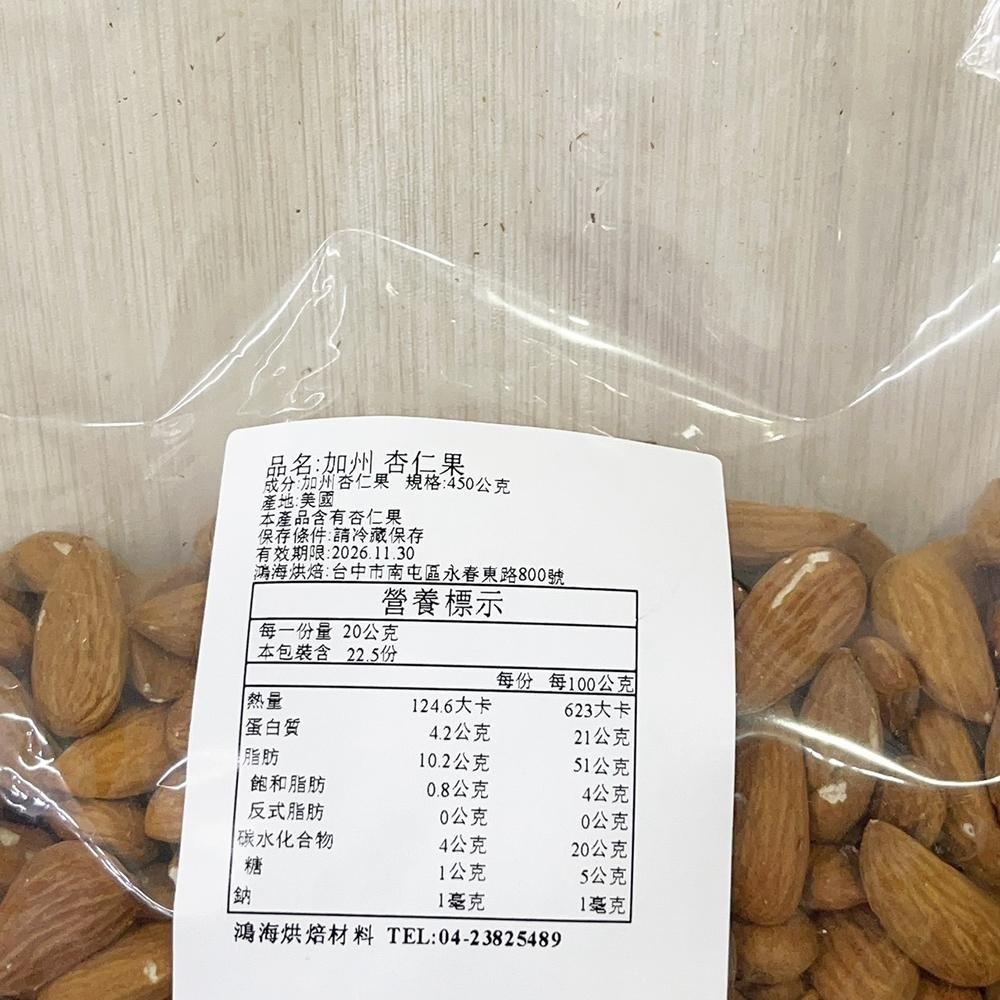 品名:加州 杏仁果
成分:加州杏仁果 規格:450公克
產地:美國
本產品含有杏仁果
保存條件:請冷藏保存
有效期限:2026.11.30
鴻海烘焙:台中市南屯區永春東路800號
營養標示
每一份量 20公克
本包裝含 22.5份
每份 每100公克
熱量 124.6大卡 623大卡
蛋白質 4.2公克 21公克
脂肪 10.2公克 51公克
飽和脂肪 0.8公克 4公克
反式脂肪 0公克 0公克
碳水化合物 4公克 20公克
糖 1公克 5公克
鈉 1毫克 1毫克
鴻海烘焙材料 TEL:04-23825489